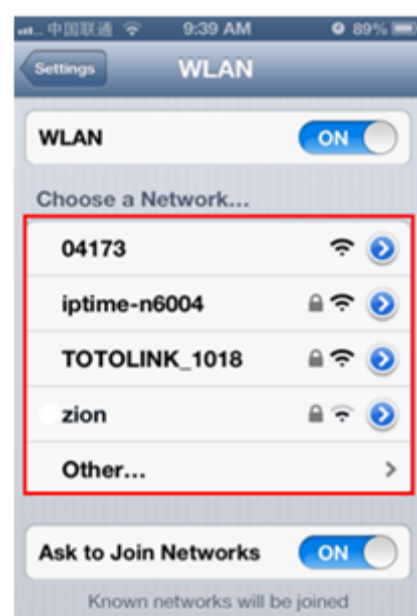 中国联通 9:39 AM 89%
Settings WLAN
WLAN ON
Choose a Network...
04173
iptime-n6004
TOTOLINK_1018
zion
Other...
Ask to Join Networks ON
Known networks will be joined